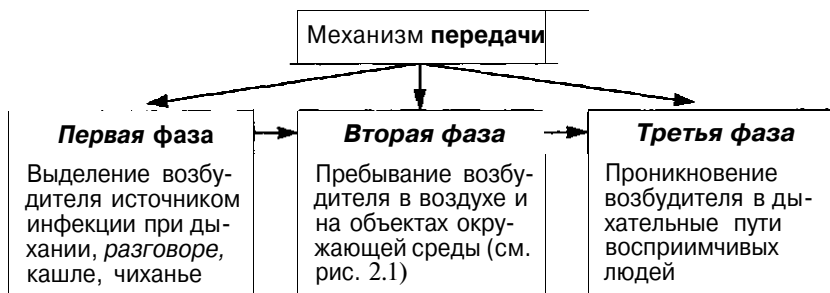 Механизм передачи
Первая фаза
Выделение возбу-
дителя источником
инфекции при ды-
хании, разговоре,
кашле, чиханье
Вторая фаза
Пребывание возбу-
дителя в воздухе и
на объектах окру-
жающей среды (см.
рис. 2.1)
Третья фаза
Проникновение
возбудителя в ды-
хательные пути
восприимчивых
людей